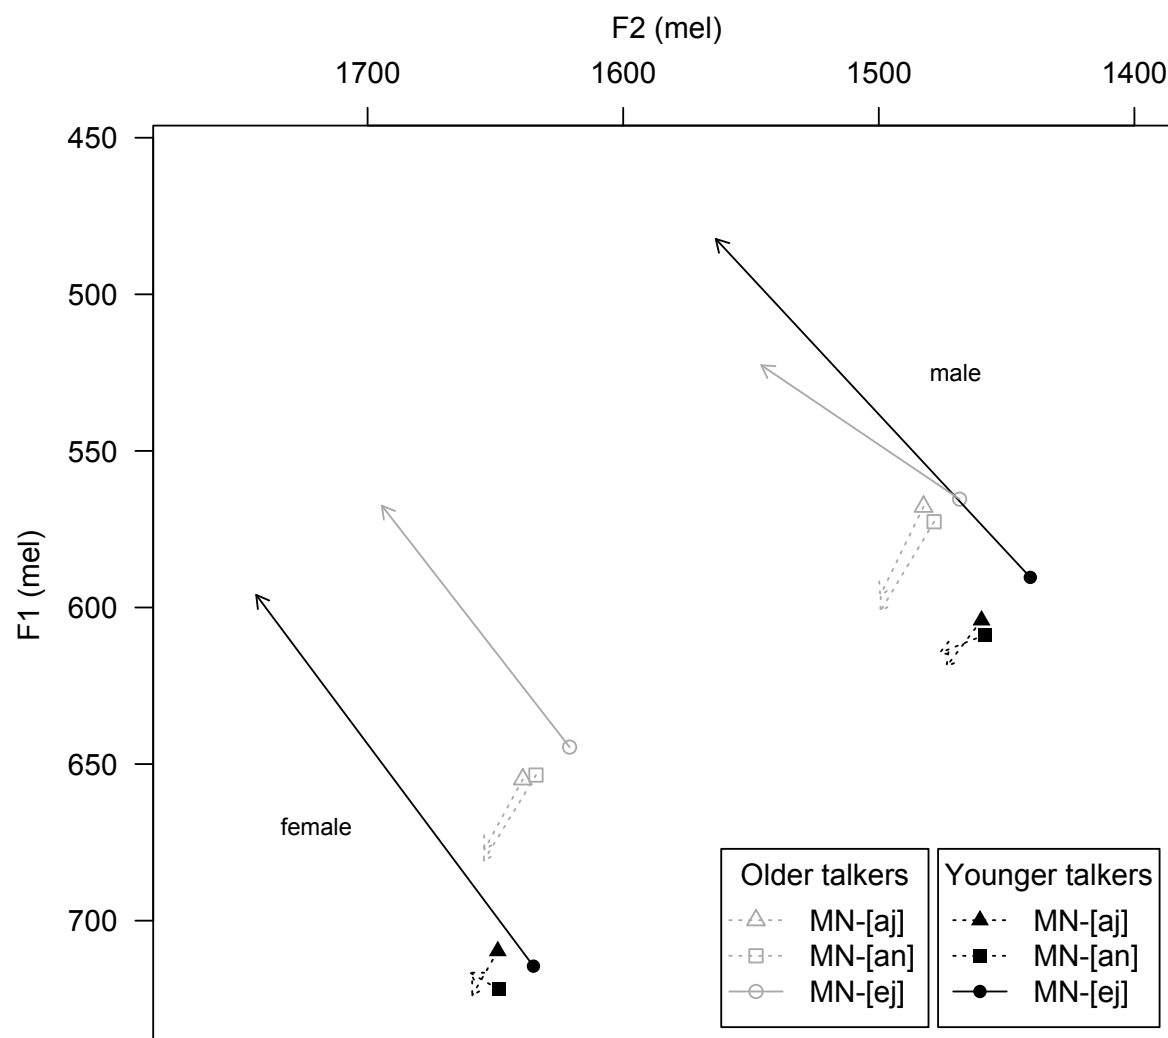 F2 (mel)
1700 1600 1500 1400
450
500
550
600
650
700
F1 (mel)
male
female
Older talkers
MN-[aj]
MN-[an]
MN-[ej]
Younger talkers
MN-[aj]
MN-[an]
MN-[ej]